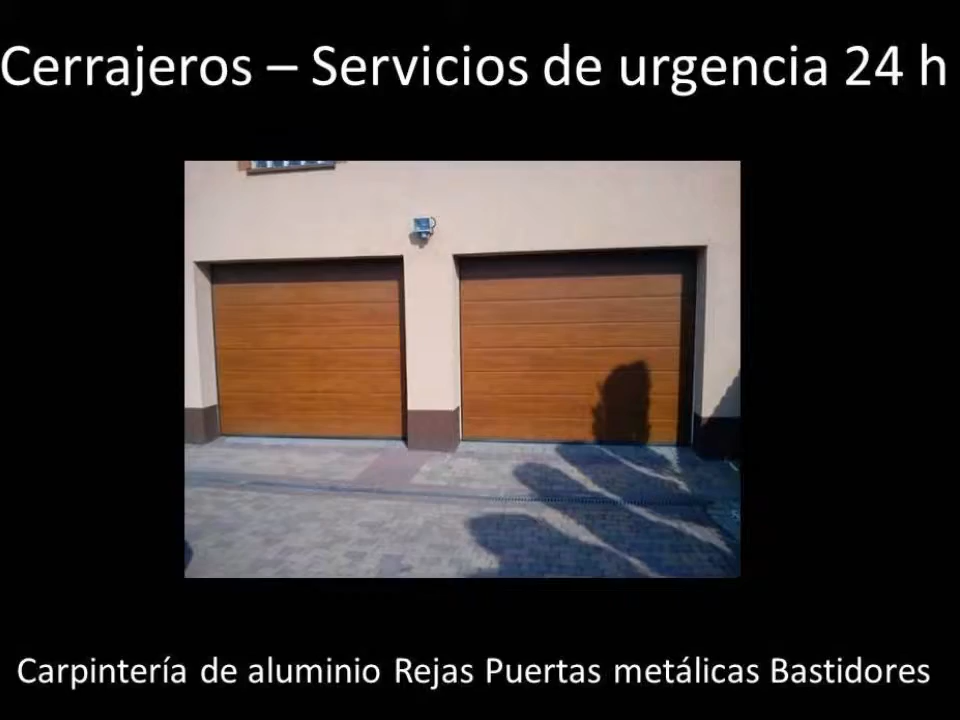 Cerrajeros – Servicios de urgencia 24 h
Carpintería de aluminio Rejas Puertas metálicas Bastidores